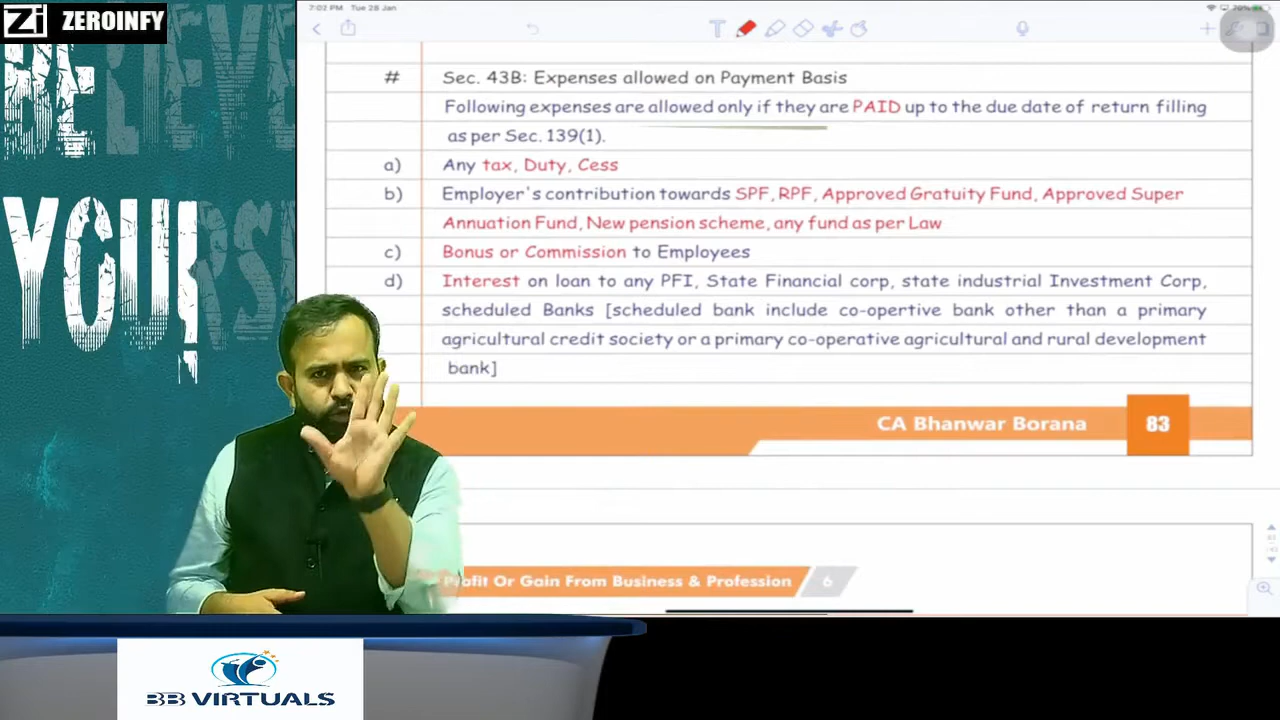 Zi ZEROINFY
BELIEVE
YOURS
7:02 PM Tue 28 Jan
# Sec. 43B: Expenses allowed on Payment Basis
Following expenses are allowed only if they are PAID up to the due date of return filling
as per Sec. 139(1).
a) Any tax, Duty, Cess
b) Employer's contribution towards SPF, RPF, Approved Gratuity Fund, Approved Super
Annuation Fund, New pension scheme, any fund as per Law
c) Bonus or Commission to Employees
d) Interest on loan to any PFI, State Financial corp, state industrial Investment Corp,
scheduled Banks [scheduled bank include co-opertive bank other than a primary
agricultural credit society or a primary co-operative agricultural and rural development
bank]
CA Bhanwar Borana 83
Profit Or Gain From Business & Profession 6
BB VIRTUALS